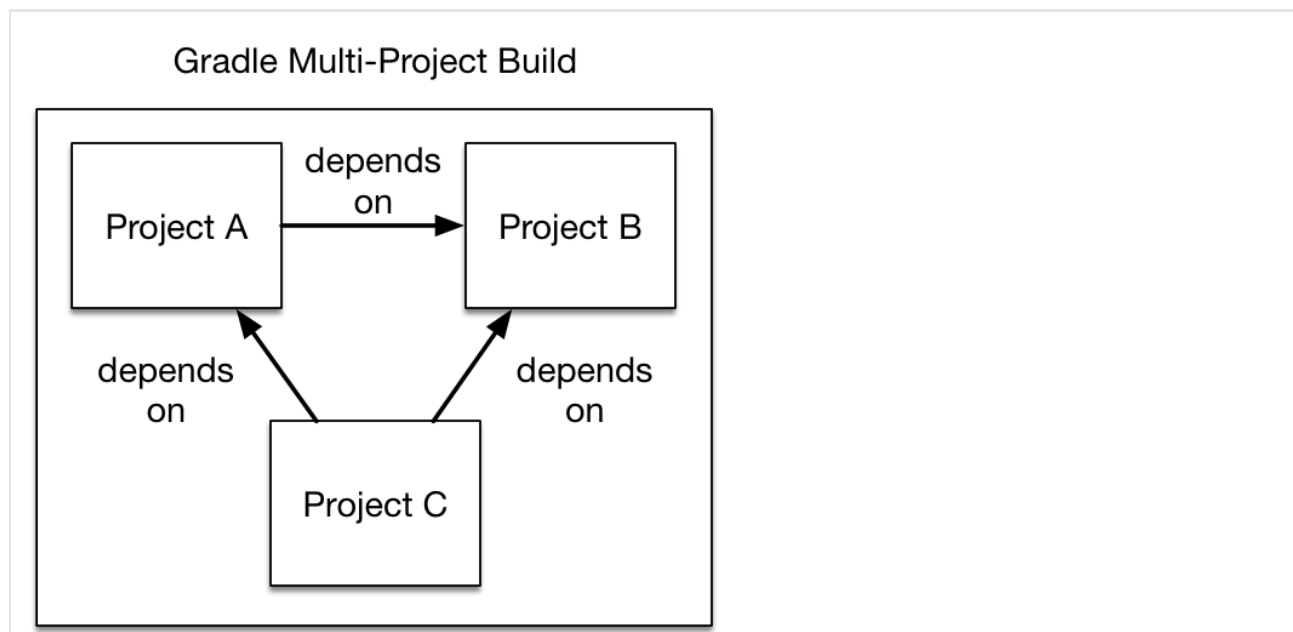 Gradle Multi-Project Build
depends
on
Project A
Project B
depends
on
depends
on
Project C